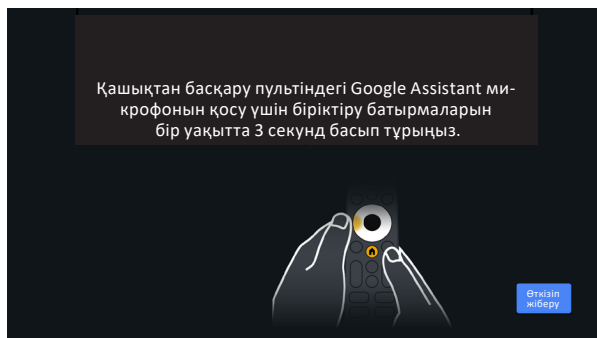 Қашықтан басқару пультіндегі Google Assistant ми-
крофонын қосу үшін біріктіру батырмаларын
бір уақытта 3 секунд басып тұрыңыз.
Өткізіп
жіберу